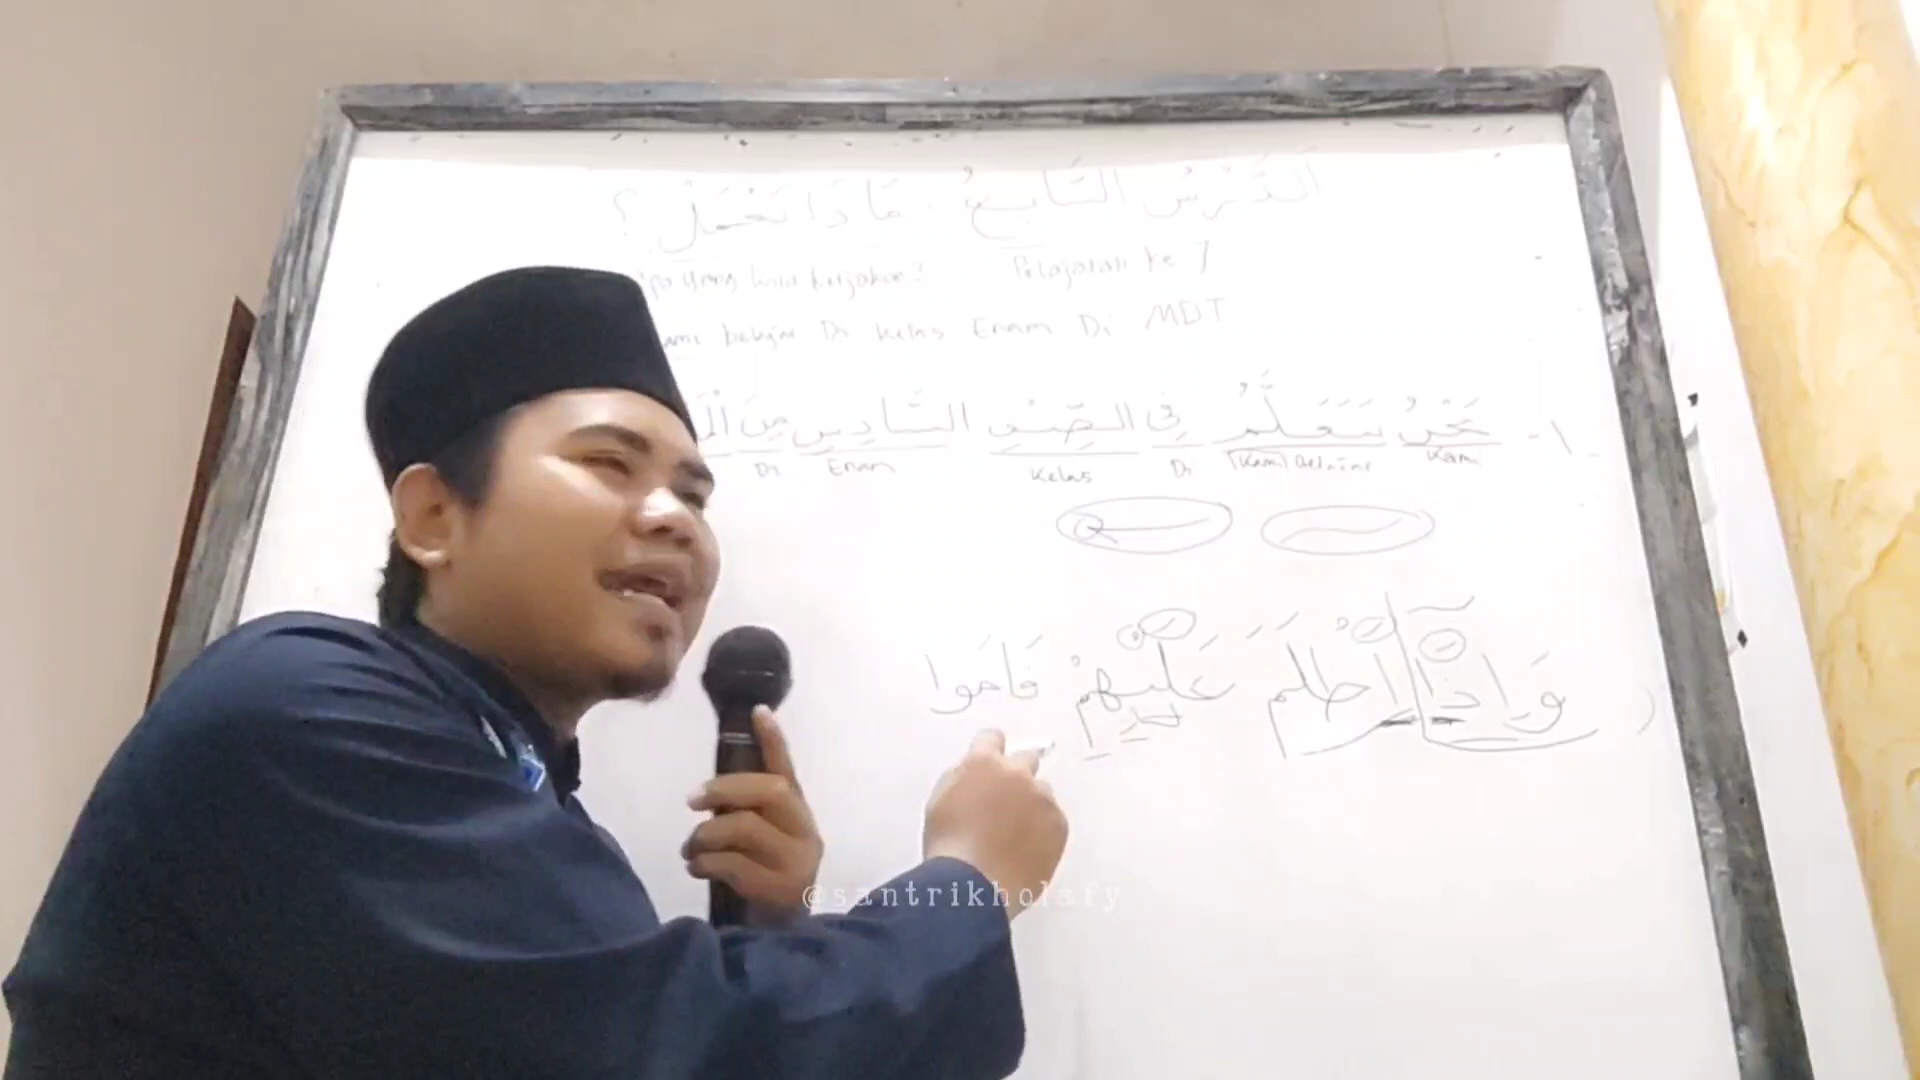 الدَّرْسُ السَّابِعُ : مَاذَا تَعْمَلُ ؟
Pelajaran ke 7
apa yang kamu kerjakan?
kami belajar Di kelas Enam Di MDT
١- نَحْنُ نَتَعَلَّمُ فِي الصَّفِّ السَّادِسِ مِنَ
Kami (Kami) Belajar Di Kelas Enam Di
وَإِذَا أَظْلَمَ عَلَيْهِمْ قَامُوا
@santrikholafy